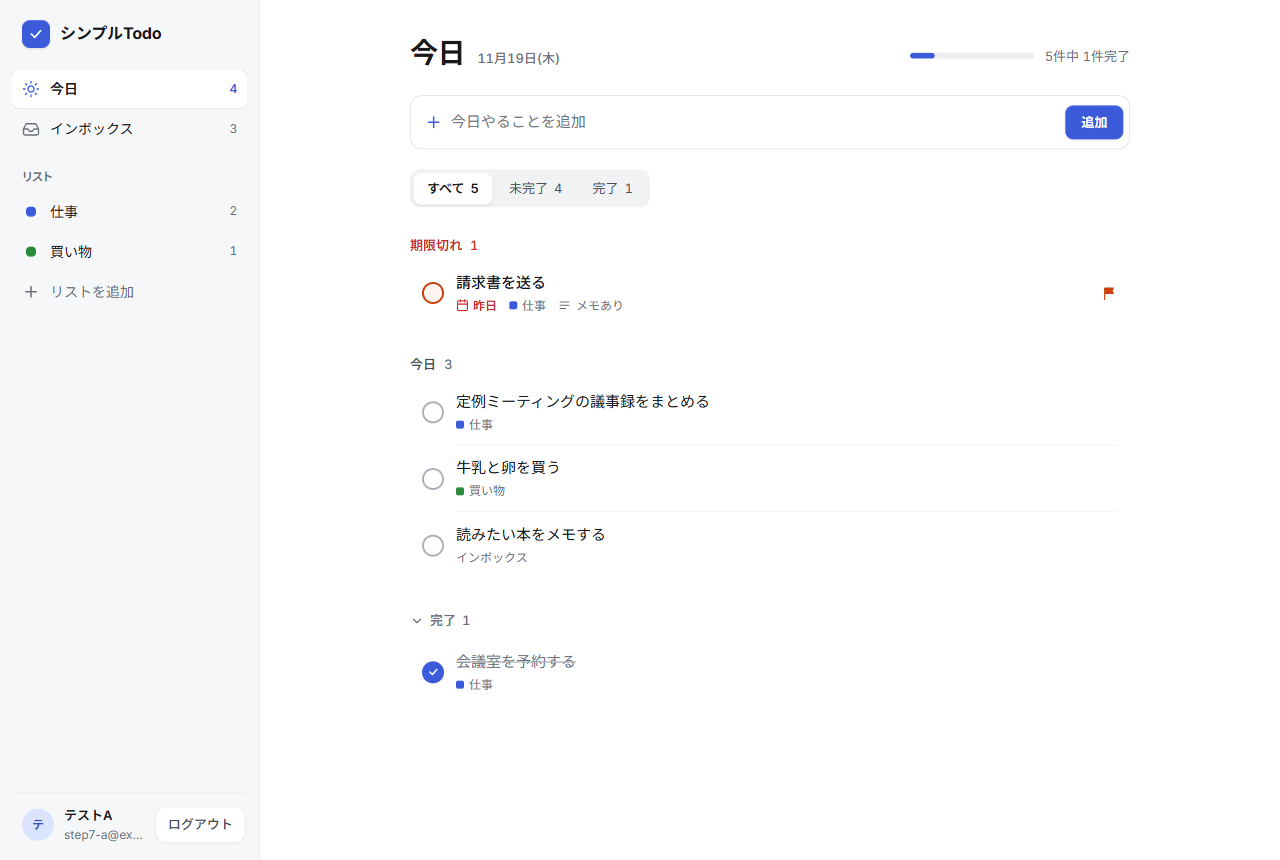 シンプルTodo
今日 4
インボックス 3
リスト
仕事 2
買い物 1
リストを追加
テ
テストA
step7-a@ex...
ログアウト
今日 11月19日(木)
5件中 1件完了
今日やることを追加
追加
すべて 5 未完了 4 完了 1
期限切れ 1
請求書を送る
昨日 仕事 メモあり
今日 3
定例ミーティングの議事録をまとめる
仕事
牛乳と卵を買う
買い物
読みたい本をメモする
インボックス
完了 1
会議室を予約する
仕事